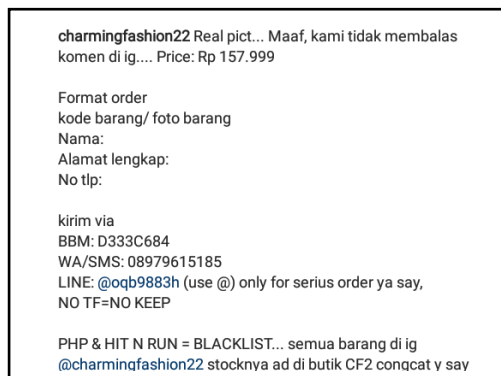 charmingfashion22 Real pict... Maaf, kami tidak membalas
komen di ig.... Price: Rp 157.999
Format order
kode barang/ foto barang
Nama:
Alamat lengkap:
No tlp:
kirim via
BBM: D333C684
WA/SMS: 08979615185
LINE: @oqb9883h (use @) only for serius order ya say,
NO TF=NO KEEP
PHP & HIT N RUN = BLACKLIST... semua barang di ig
@charmingfashion22 stocknya ad di butik CF2 congcat y say